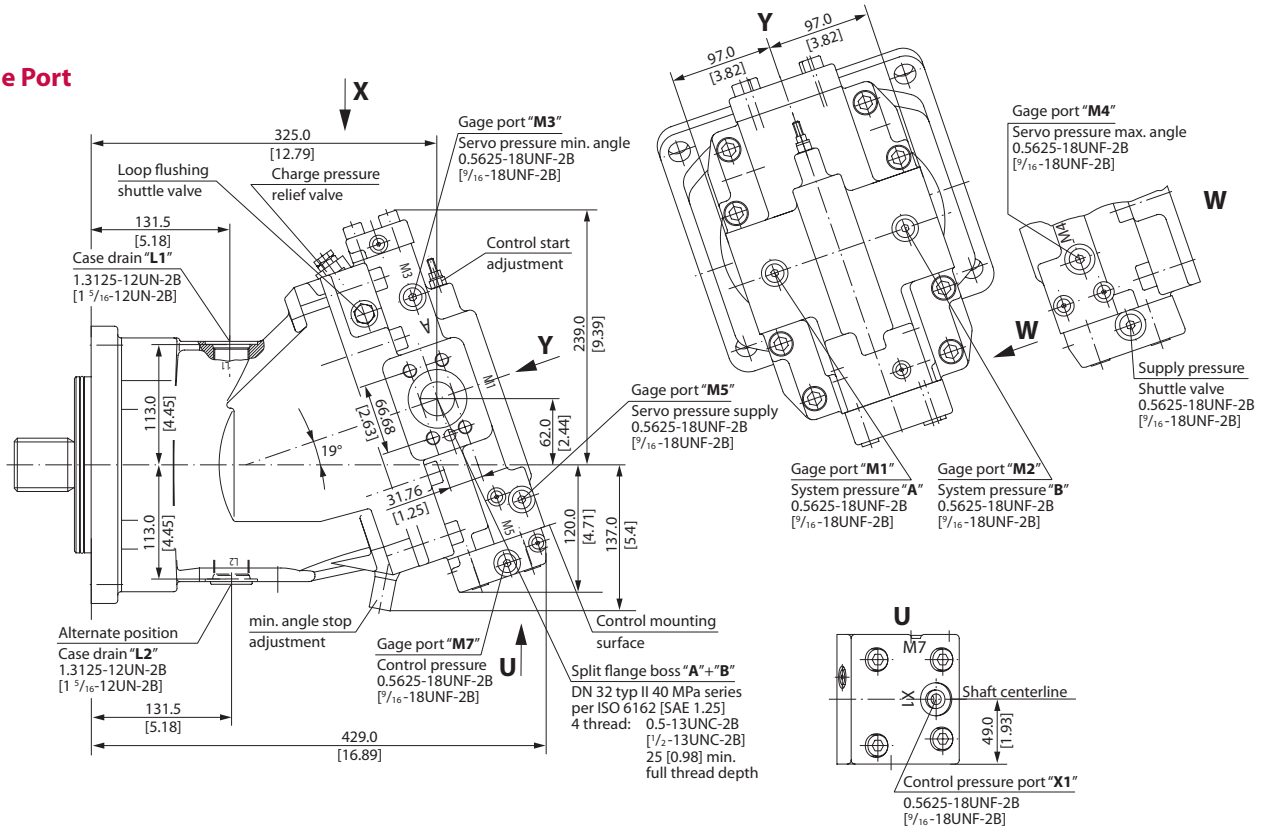 e Port
X
325.0
[12.79]
Loop flushing
shuttle valve
Charge pressure
relief valve
Gage port "M3"
Servo pressure min. angle
0.5625-18UNF-2B
[9/16-18UNF-2B]
131.5
[5.18]
Case drain "L1"
1.3125-12UN-2B
[1 5/16-12UN-2B]
Control start
adjustment
M3
A
L1
239.0
[9.39]
Y
M1
113.0
[4.45]
66.68
[2.63]
62.0
[2.44]
19°
Gage port "M5"
Servo pressure supply
0.5625-18UNF-2B
[9/16-18UNF-2B]
31.76
[1.25]
113.0
[4.45]
M5
120.0
[4.71]
137.0
[5.4]
L2
Alternate position
Case drain "L2"
1.3125-12UN-2B
[1 5/16-12UN-2B]
131.5
[5.18]
min. angle stop
adjustment
Gage port "M7"
Control pressure
0.5625-18UNF-2B
[9/16-18UNF-2B]
U
Control mounting
surface
Split flange boss "A"+"B"
DN 32 typ II 40 MPa series
per ISO 6162 [SAE 1.25]
4 thread: 0.5-13UNC-2B
[1/2-13UNC-2B]
25 [0.98] min.
full thread depth
429.0
[16.89]
Y
97.0
[3.82]
97.0
[3.82]
W
Gage port "M1"
System pressure "A"
0.5625-18UNF-2B
[9/16-18UNF-2B]
Gage port "M2"
System pressure "B"
0.5625-18UNF-2B
[9/16-18UNF-2B]
Gage port "M4"
Servo pressure max. angle
0.5625-18UNF-2B
[9/16-18UNF-2B]
W
M4
Supply pressure
Shuttle valve
0.5625-18UNF-2B
[9/16-18UNF-2B]
U
M7
X1
Shaft centerline
49.0
[1.93]
Control pressure port "X1"
0.5625-18UNF-2B
[9/16-18UNF-2B]